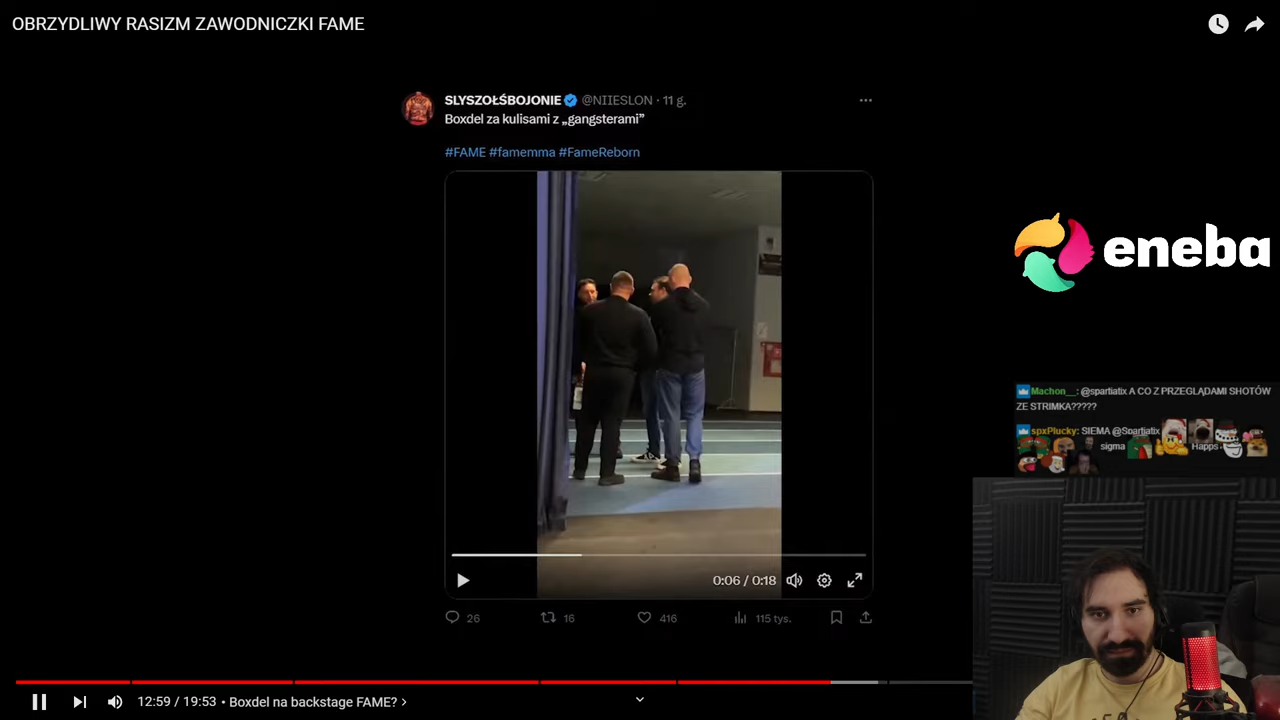 OBRZYDLIWY RASIZM ZAWODNICZKI FAME
SLYSZOŁŚBOJONIE @NIIESLON · 11 g.
Boxdel za kulisami z „gangsterami”
#FAME #famemma #FameReborn
eneba
Machon__: @spartiatix A CO Z PRZEGLĄDAMI SHOTÓW
ZE STRIMKA?????
spxPlucky: SIEMA @Spartiatix
sigma Happs
0:06 / 0:18
26 16 416 115 tys.
12:59 / 19:53 • Boxdel na backstage FAME? ›